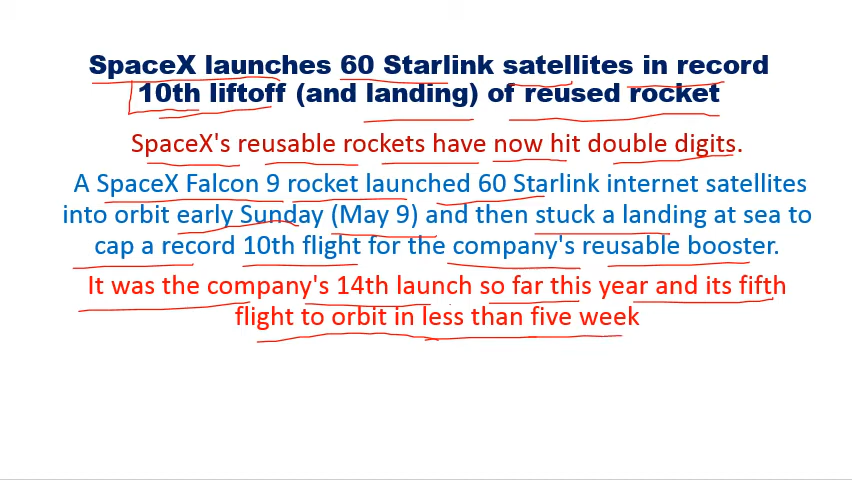 SpaceX launches 60 Starlink satellites in record
10th liftoff (and landing) of reused rocket
SpaceX's reusable rockets have now hit double digits.
A SpaceX Falcon 9 rocket launched 60 Starlink internet satellites
into orbit early Sunday (May 9) and then stuck a landing at sea to
cap a record 10th flight for the company's reusable booster.
It was the company's 14th launch so far this year and its fifth
flight to orbit in less than five week